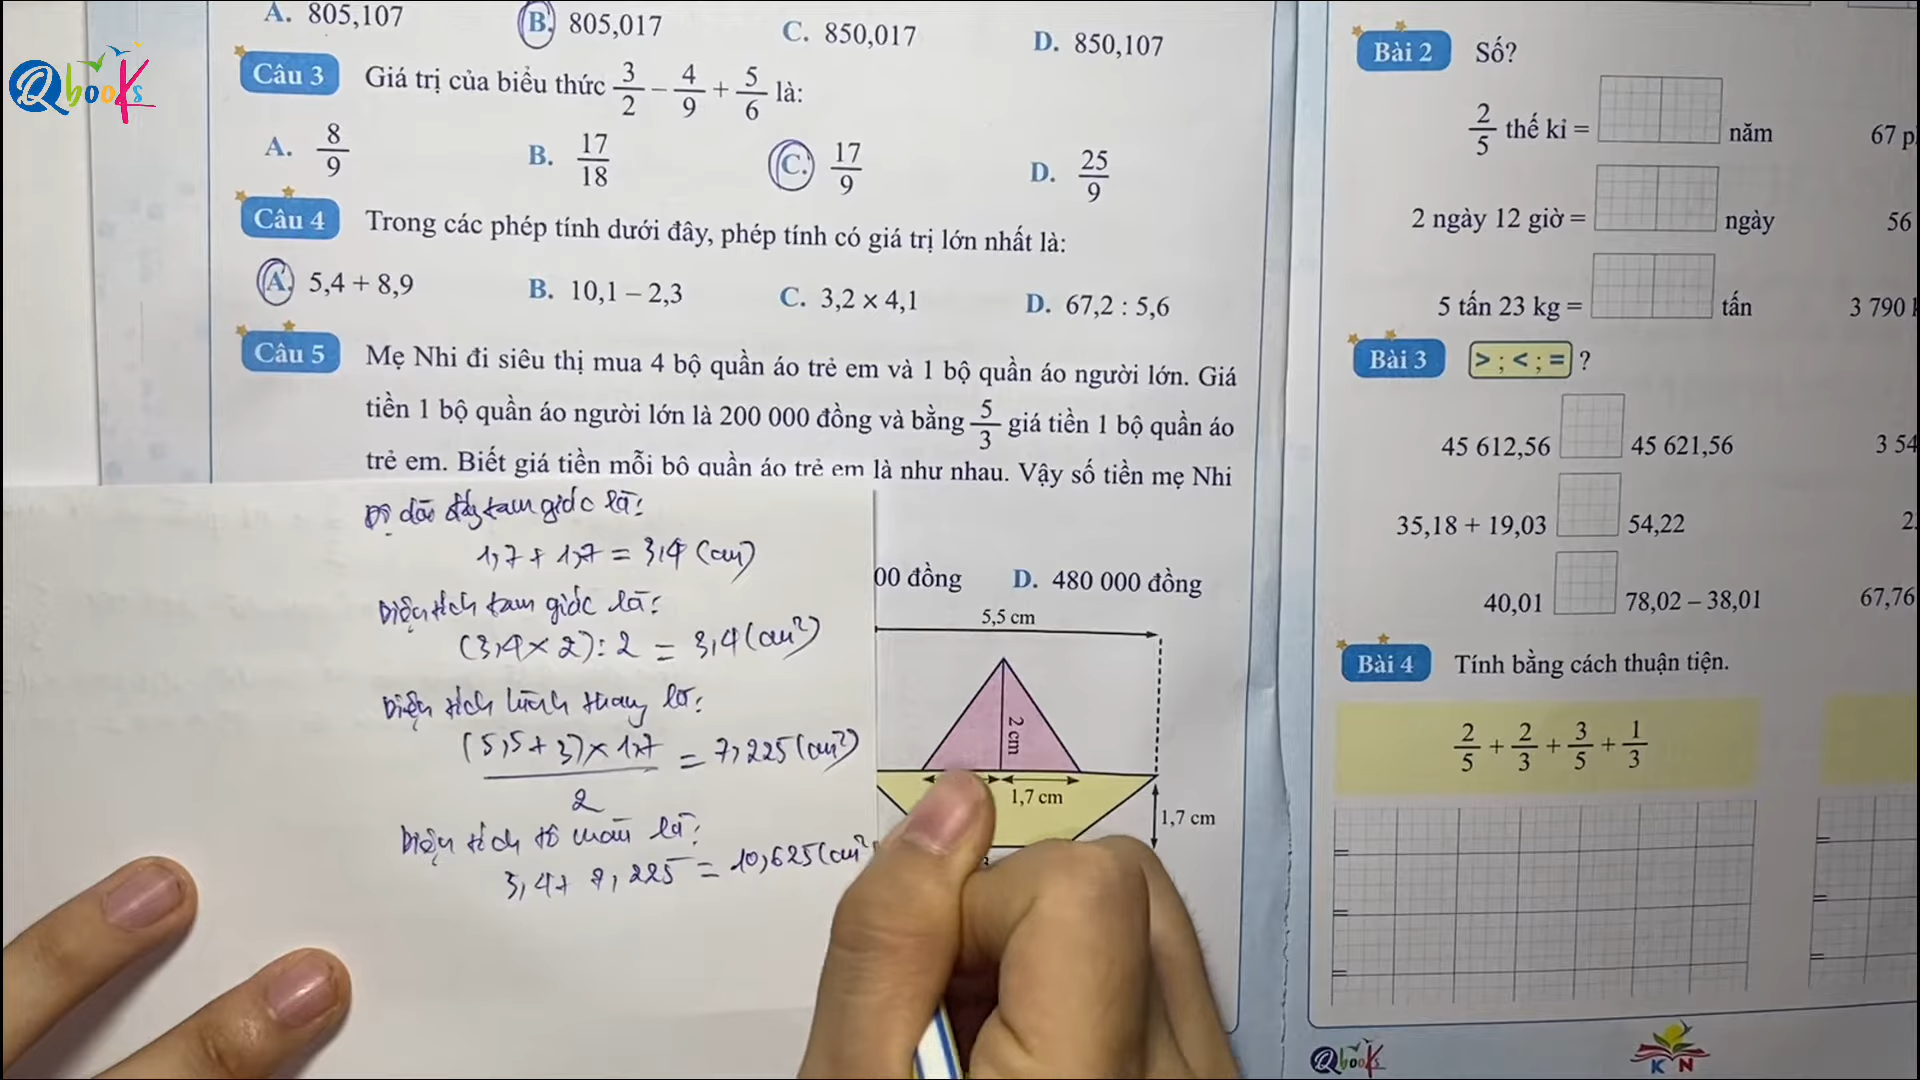 Qbooks
A. 805,107 B. 805,017 C. 850,017 D. 850,107
Câu 3 Giá trị của biểu thức 3/2 − 4/9 + 5/6 là:
A. 8/9 B. 17/18 C. 17/9 D. 25/9
Câu 4 Trong các phép tính dưới đây, phép tính có giá trị lớn nhất là:
A. 5,4 + 8,9 B. 10,1 – 2,3 C. 3,2 × 4,1 D. 67,2 : 5,6
Câu 5 Mẹ Nhi đi siêu thị mua 4 bộ quần áo trẻ em và 1 bộ quần áo người lớn. Giá
tiền 1 bộ quần áo người lớn là 200 000 đồng và bằng 5/3 giá tiền 1 bộ quần áo
trẻ em. Biết giá tiền mỗi bộ quần áo trẻ em là như nhau. Vậy số tiền mẹ Nhi
00 đồng D. 480 000 đồng
Độ dài đáy tam giác là:
1,7 + 1,7 = 3,4 (cm)
Diện tích tam giác là:
(3,4 × 2) : 2 = 3,4 (cm²)
Diện tích hình thang là:
(5,5 + 3) × 1,7 / 2 = 7,225 (cm²)
Diện tích tô màu là:
3,4 + 7,225 = 10,625 (cm²
5,5 cm
2 cm
1,7 cm
1,7 cm
Bài 2 Số?
2/5 thế kỉ = năm 67 p
2 ngày 12 giờ = ngày 56
5 tấn 23 kg = tấn 3 790
Bài 3 > ; < ; = ?
45 612,56 45 621,56 3 54
35,18 + 19,03 54,22 2
40,01 78,02 – 38,01 67,76
Bài 4 Tính bằng cách thuận tiện.
2/5 + 2/3 + 3/5 + 1/3
= =
= =
= =
Qbooks KN